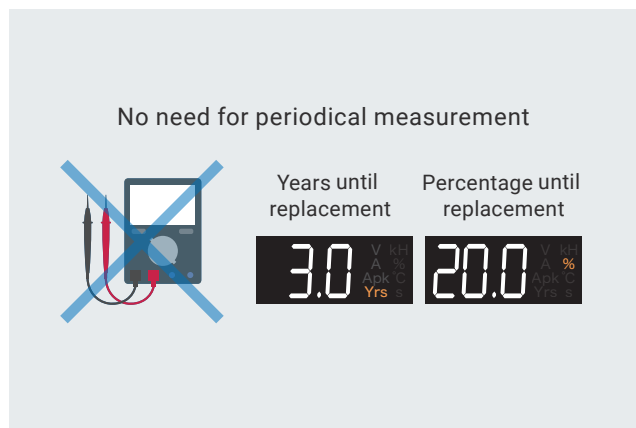 No need for periodical measurement
Years until
replacement
Percentage until
replacement
3.0
V kH
A %
Apk °C
Yrs s
20.0
V kH
A %
Apk C
Yrs s